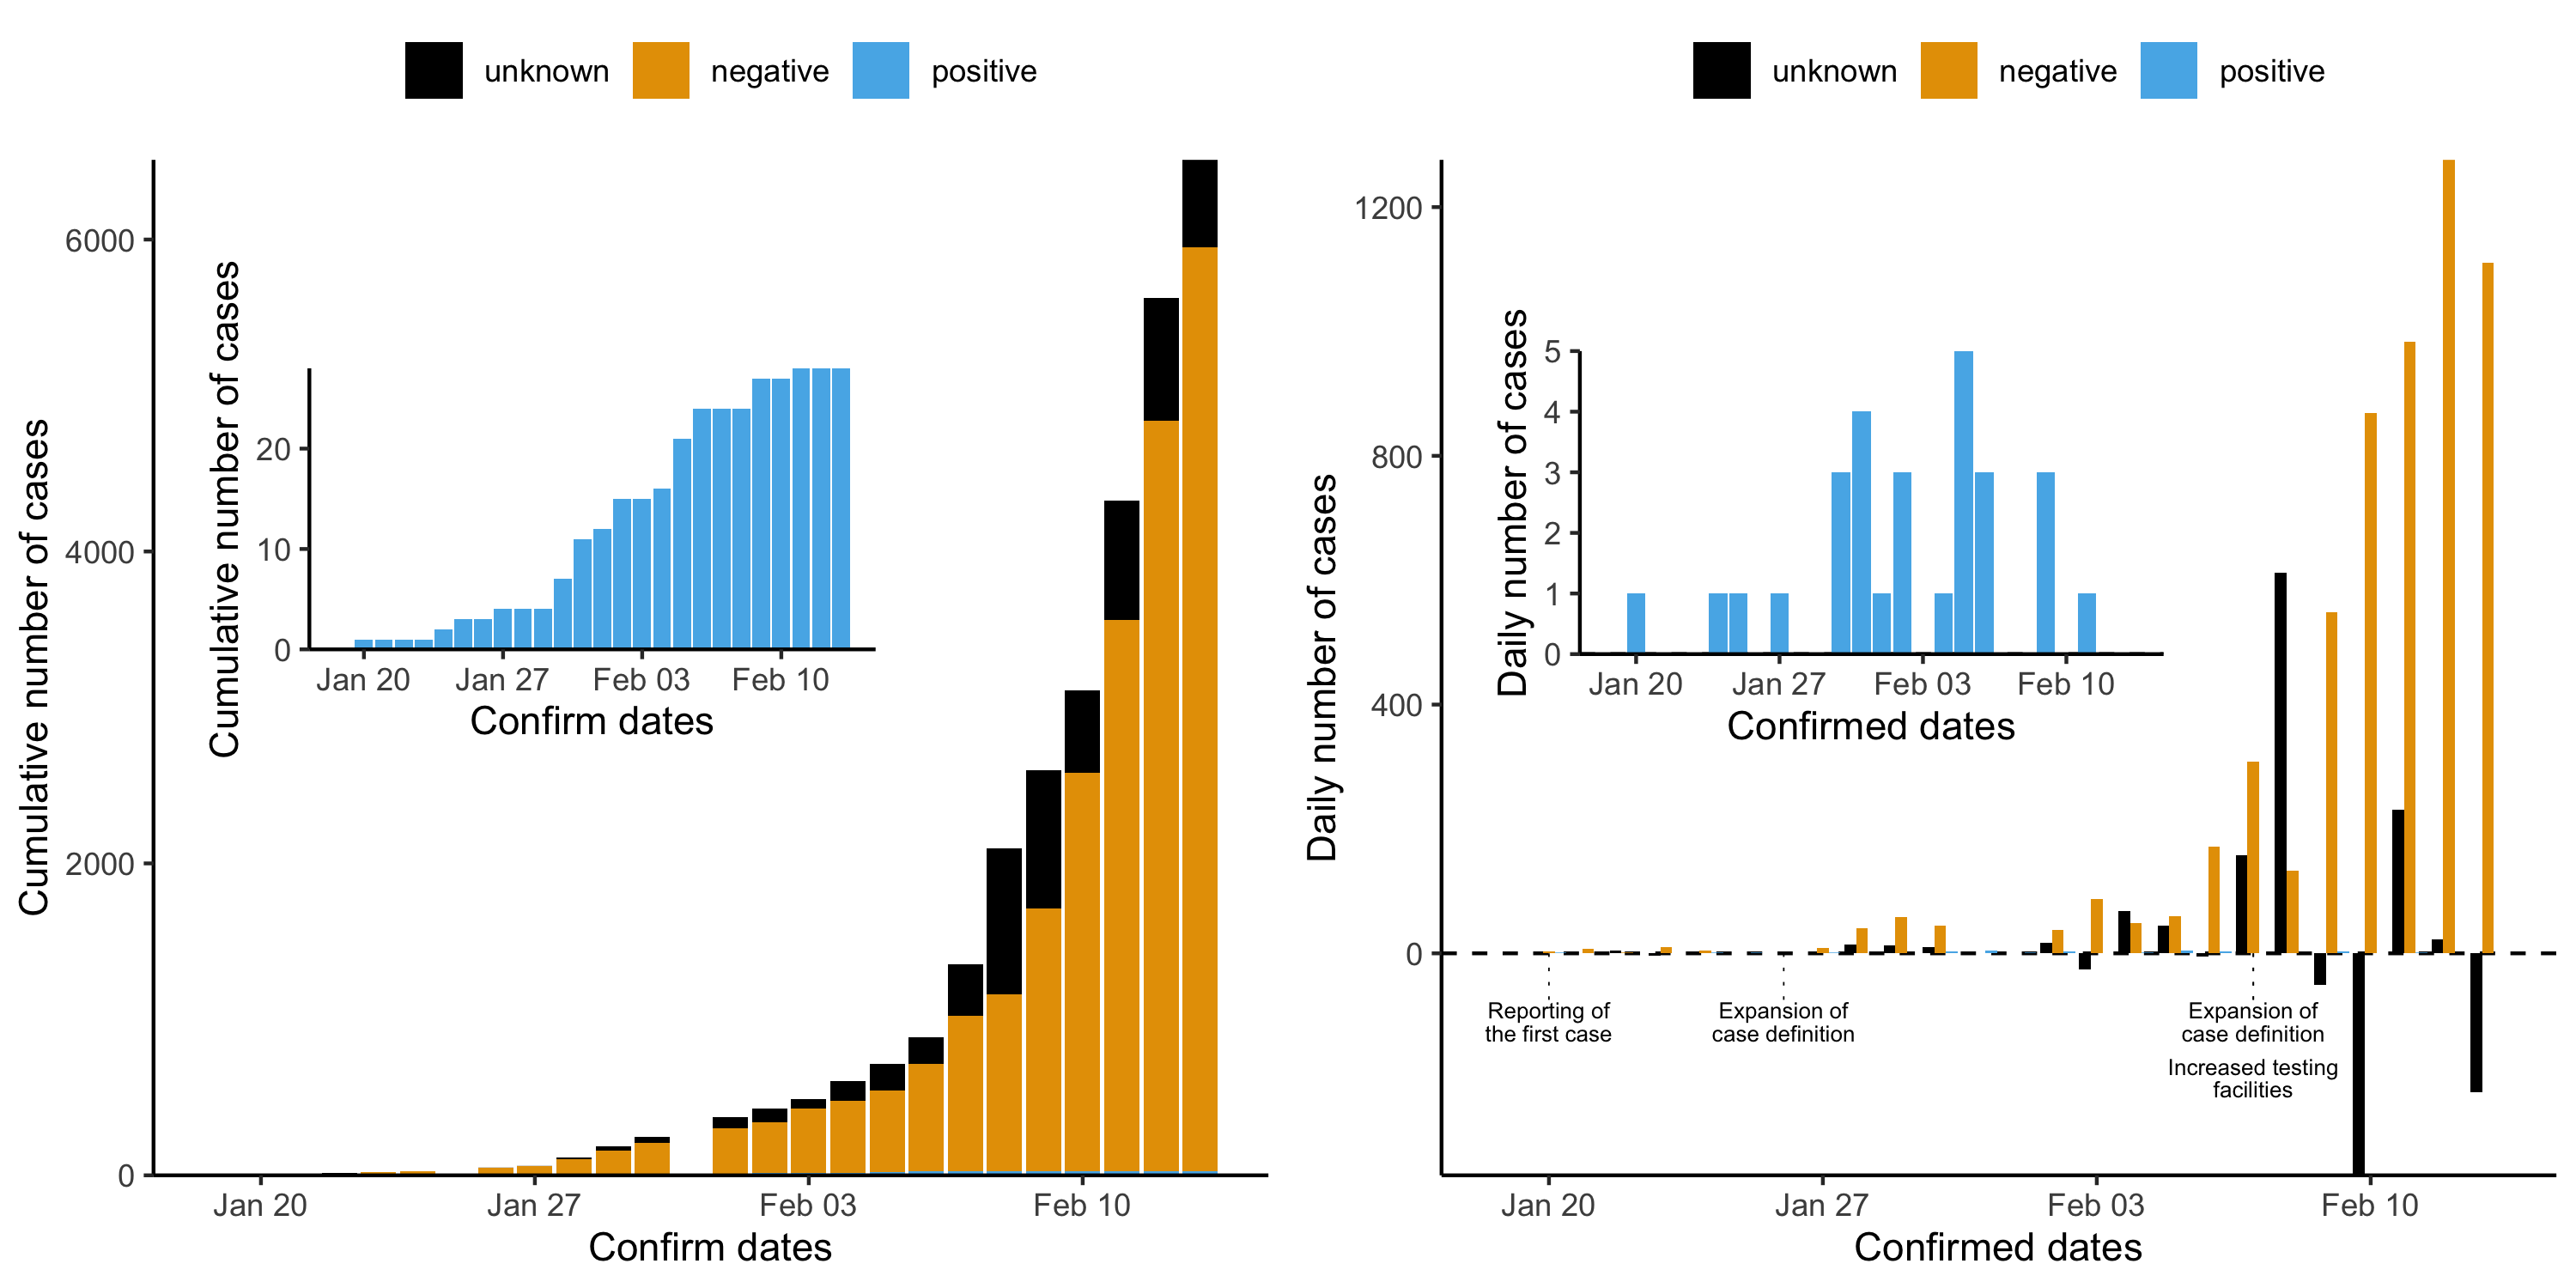 unknown negative positive
Cumulative number of cases
6000
4000
2000
0
Jan 20 Jan 27 Feb 03 Feb 10
Confirm dates
Cumulative number of cases
20
10
0
Jan 20 Jan 27 Feb 03 Feb 10
Confirm dates
unknown negative positive
Daily number of cases
1200
800
400
0
Jan 20 Jan 27 Feb 03 Feb 10
Confirmed dates
Daily number of cases
5
4
3
2
1
0
Jan 20 Jan 27 Feb 03 Feb 10
Confirmed dates
Reporting of
the first case
Expansion of
case definition
Expansion of
case definition
Increased testing
facilities